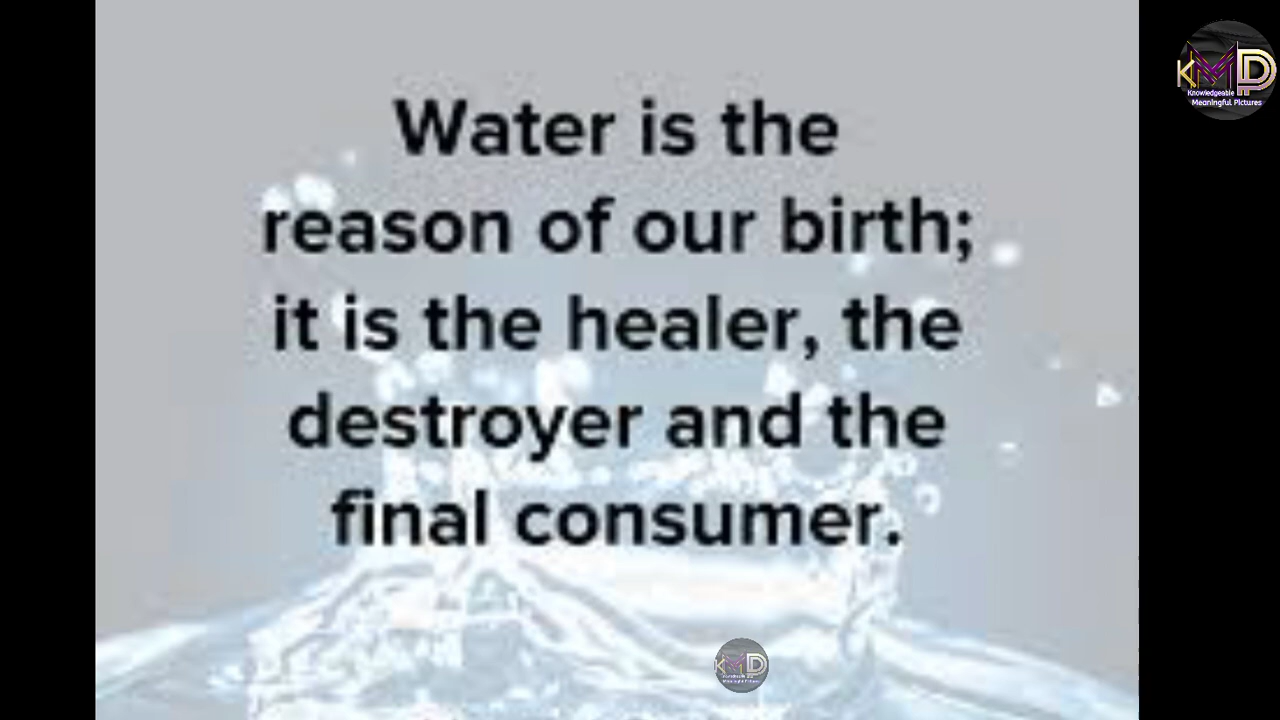 Water is the
reason of our birth;
it is the healer, the
destroyer and the
final consumer.
KMP
Knowledgeable
Meaningful Pictures
KMP